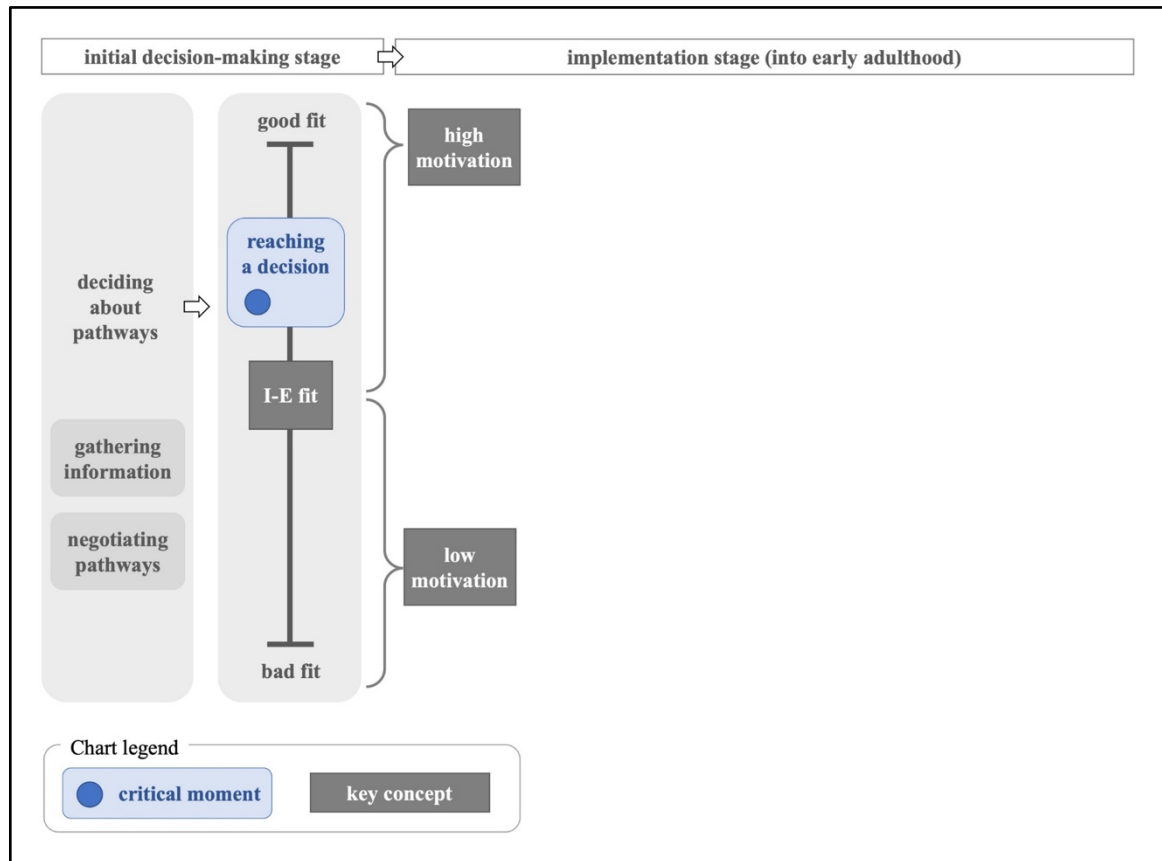 initial decision-making stage
implementation stage (into early adulthood)
deciding
about
pathways
gathering
information
negotiating
pathways
good fit
reaching
a decision
I-E fit
bad fit
high
motivation
low
motivation
Chart legend
critical moment
key concept